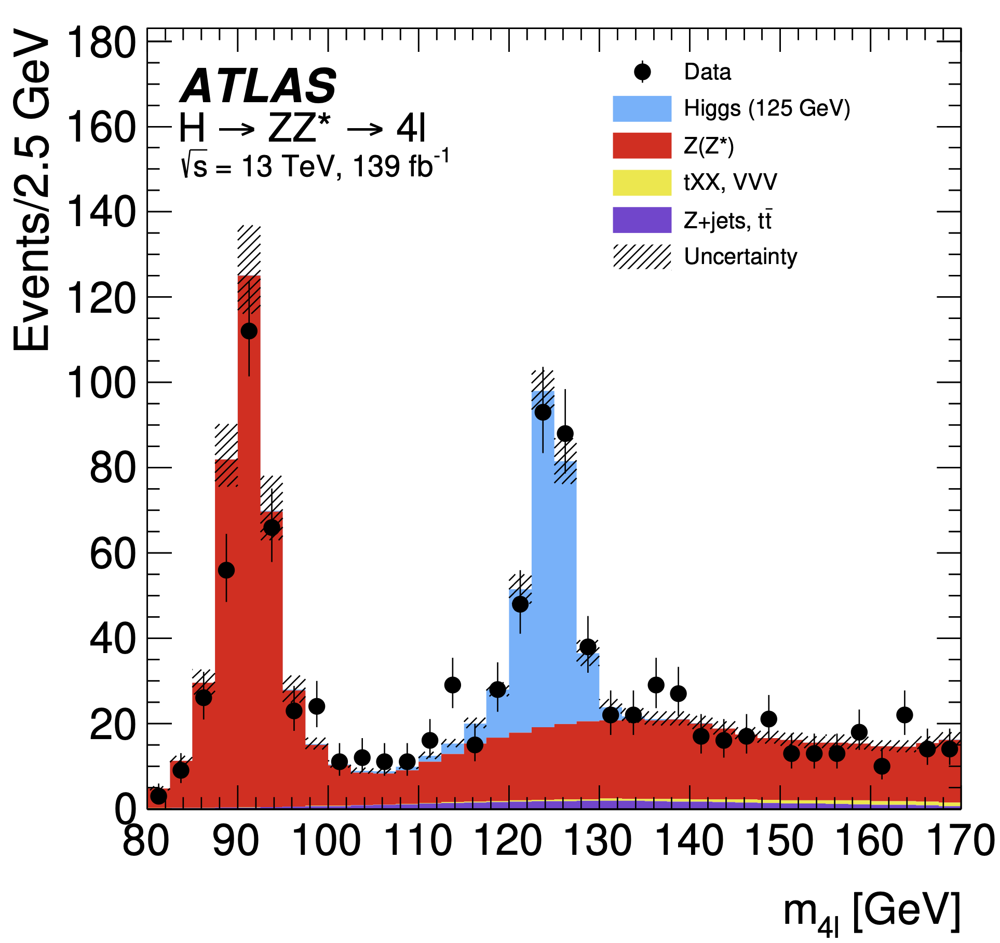 Events/2.5 GeV
180
160
140
120
100
80
60
40
20
0
ATLAS
H → ZZ* → 4l
√s = 13 TeV, 139 fb⁻¹
Data
Higgs (125 GeV)
Z(Z*)
tXX, VVV
Z+jets, tt̄
Uncertainty
80 90 100 110 120 130 140 150 160 170
m₄ₗ [GeV]